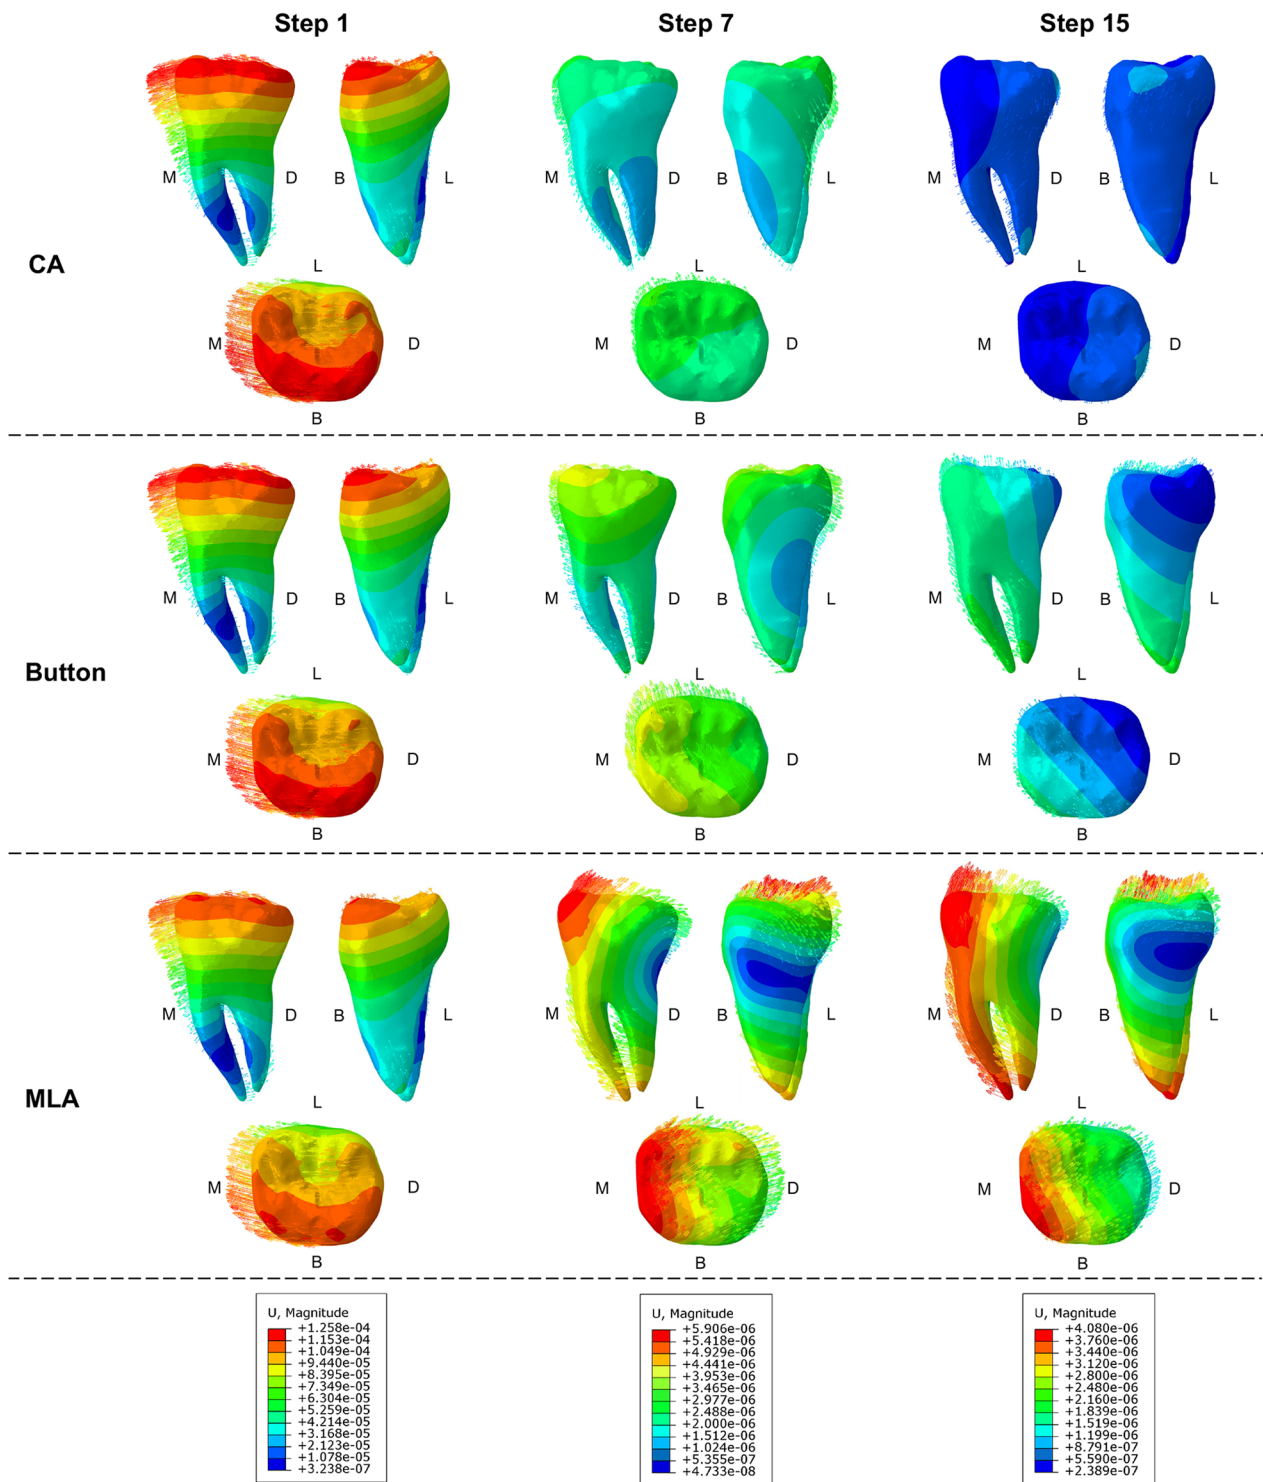 Step 1 Step 7 Step 15
M D B L M D B L M D B L
CA
L L L
M D M D M D
B B B
M D B L M D B L M D B L
Button
L L L
M D M D M D
B B B
M D B L M D B L M D B L
MLA
L L L
M D M D M D
B B B
U, Magnitude
+1.258e-04
+1.153e-04
+1.049e-04
+9.440e-05
+8.395e-05
+7.349e-05
+6.304e-05
+5.259e-05
+4.214e-05
+3.168e-05
+2.123e-05
+1.078e-05
+3.238e-07
U, Magnitude
+5.906e-06
+5.418e-06
+4.929e-06
+4.441e-06
+3.953e-06
+3.465e-06
+2.977e-06
+2.488e-06
+2.000e-06
+1.512e-06
+1.024e-06
+5.355e-07
+4.733e-08
U, Magnitude
+4.080e-06
+3.760e-06
+3.440e-06
+3.120e-06
+2.800e-06
+2.480e-06
+2.160e-06
+1.839e-06
+1.519e-06
+1.199e-06
+8.791e-07
+5.590e-07
+2.389e-07